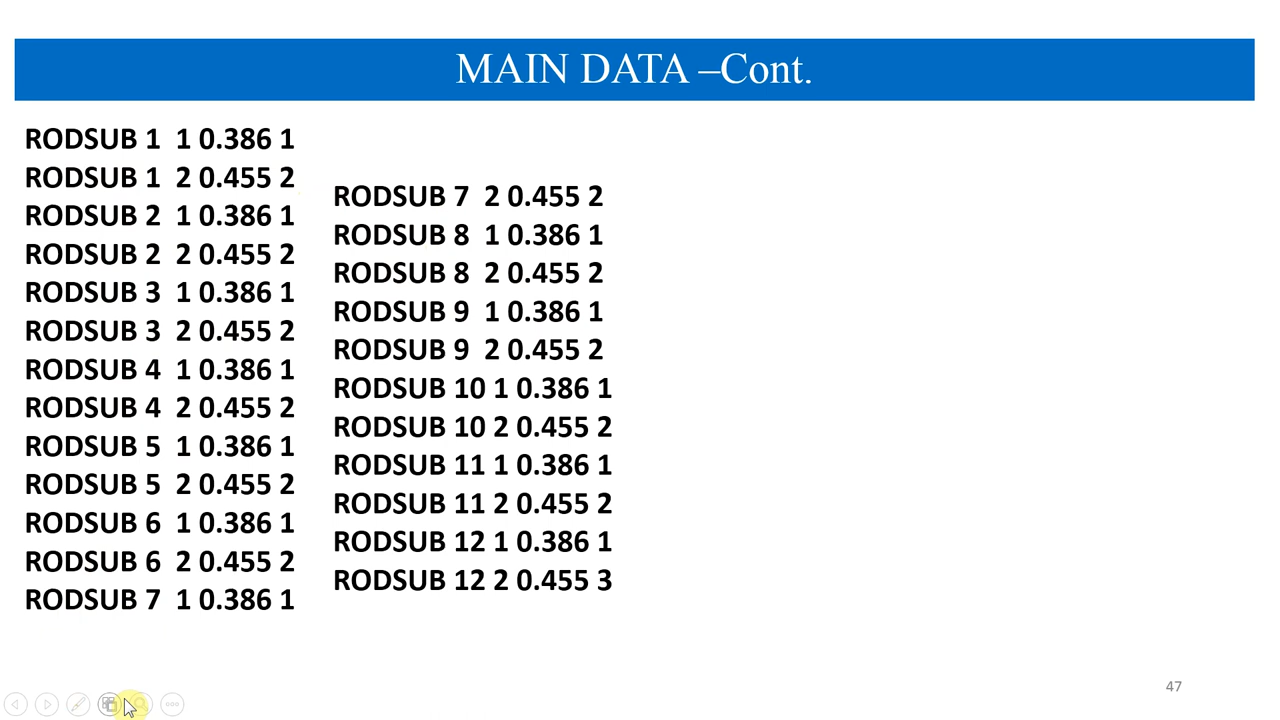 MAIN DATA –Cont.
RODSUB 1 1 0.386 1
RODSUB 1 2 0.455 2
RODSUB 2 1 0.386 1
RODSUB 2 2 0.455 2
RODSUB 3 1 0.386 1
RODSUB 3 2 0.455 2
RODSUB 4 1 0.386 1
RODSUB 4 2 0.455 2
RODSUB 5 1 0.386 1
RODSUB 5 2 0.455 2
RODSUB 6 1 0.386 1
RODSUB 6 2 0.455 2
RODSUB 7 1 0.386 1
RODSUB 7 2 0.455 2
RODSUB 8 1 0.386 1
RODSUB 8 2 0.455 2
RODSUB 9 1 0.386 1
RODSUB 9 2 0.455 2
RODSUB 10 1 0.386 1
RODSUB 10 2 0.455 2
RODSUB 11 1 0.386 1
RODSUB 11 2 0.455 2
RODSUB 12 1 0.386 1
RODSUB 12 2 0.455 3
47